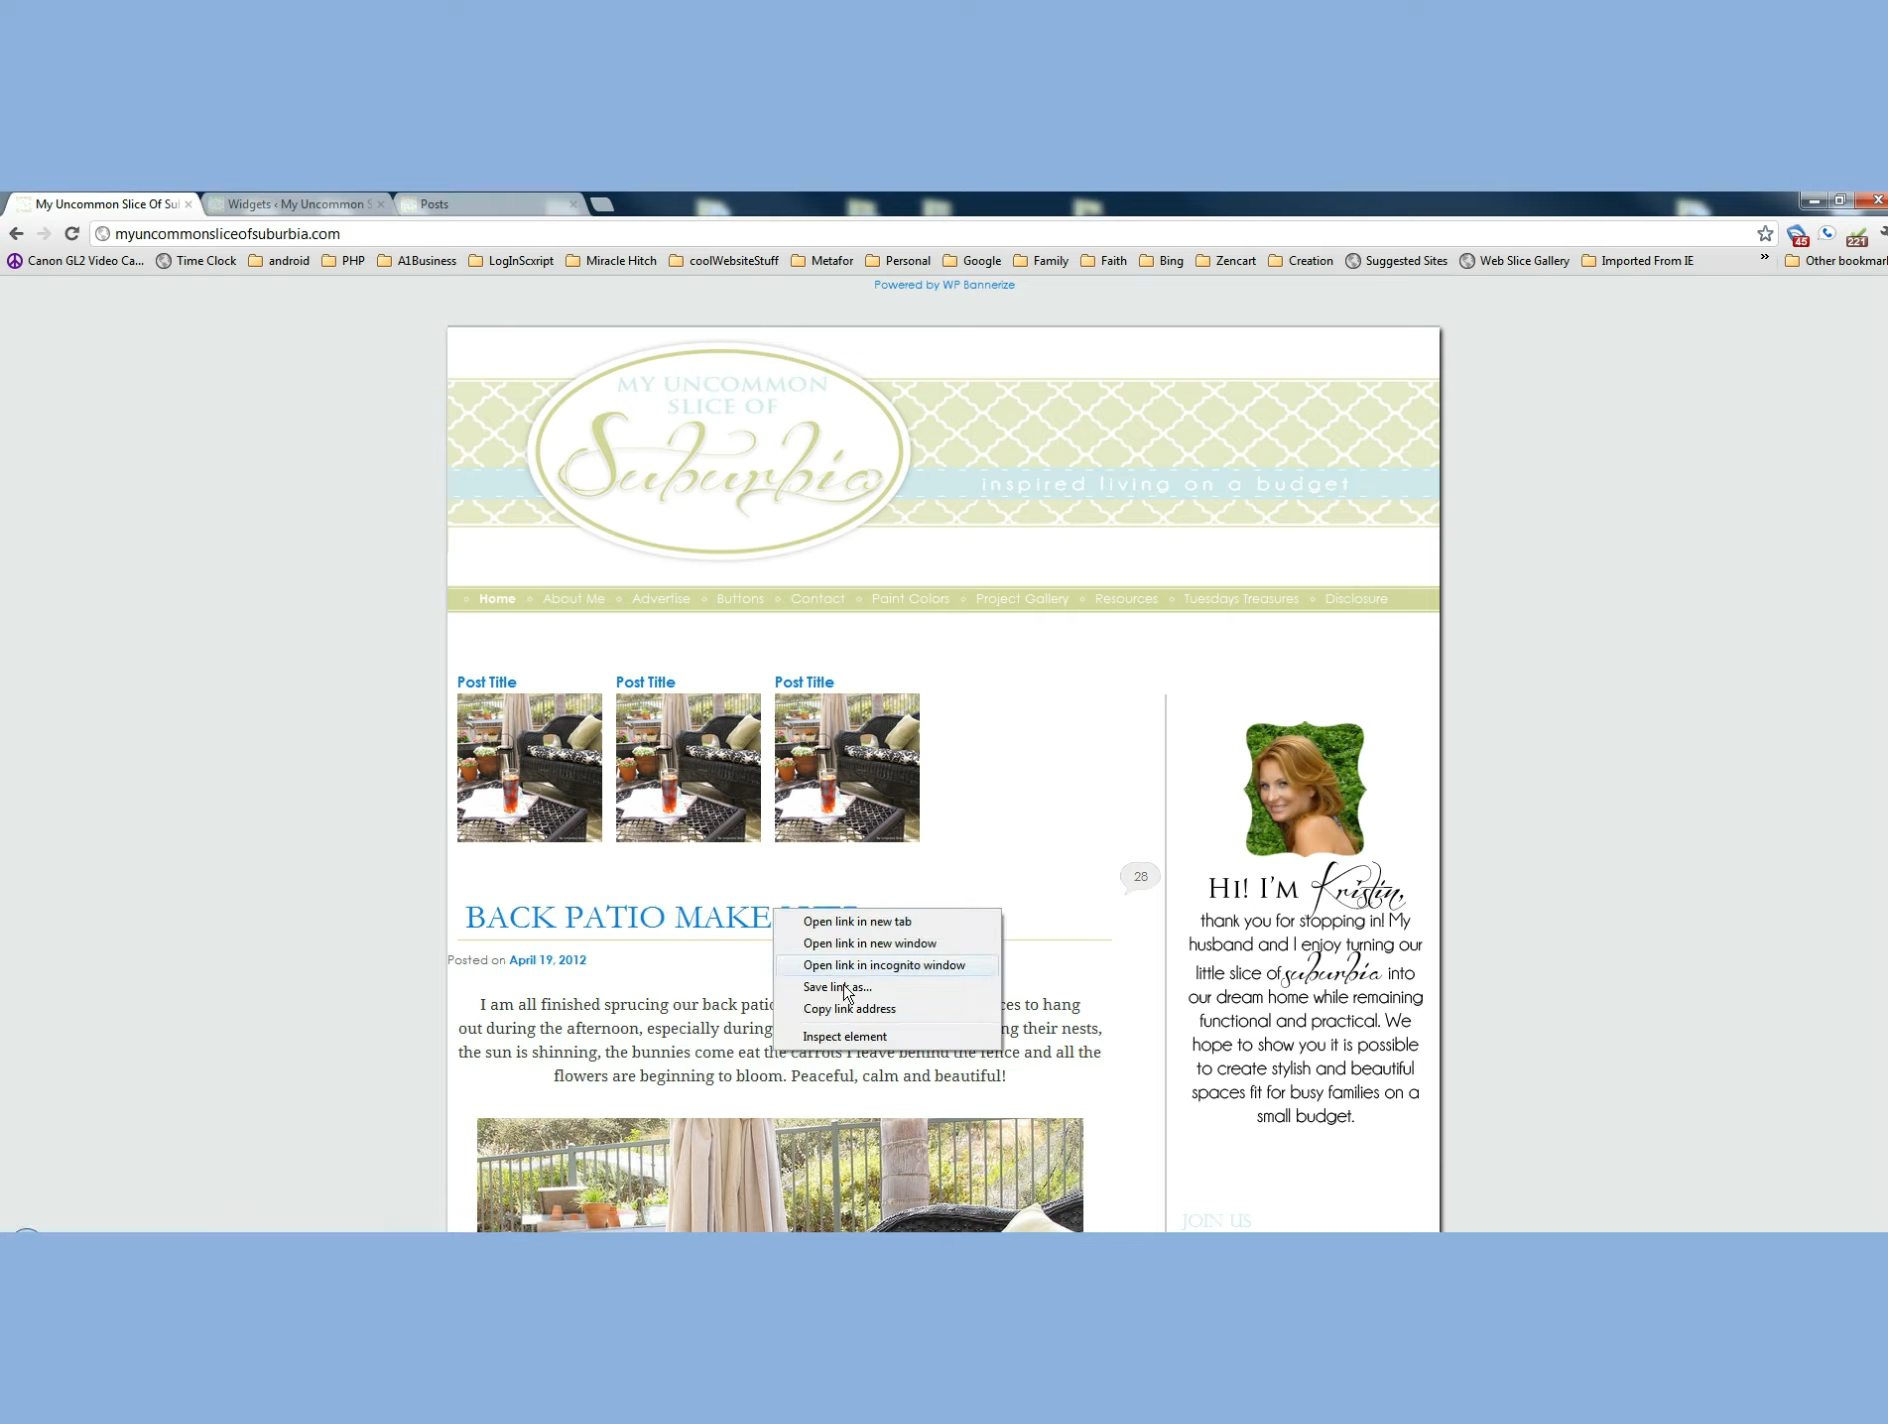 My Uncommon Slice Of Sul
Widgets ‹ My Uncommon S
Posts
myuncommonsliceofsuburbia.com
45
221
Canon GL2 Video Ca... Time Clock android PHP A1Business LogInScxript Miracle Hitch coolWebsiteStuff Metafor Personal Google Family Faith Bing Zencart Creation Suggested Sites Web Slice Gallery Imported From IE » Other bookmark
Powered by WP Bannerize
MY UNCOMMON
SLICE OF
Suburbia
inspired living on a budget
Home About Me Advertise Buttons Contact Paint Colors Project Gallery Resources Tuesdays Treasures Disclosure
Post Title Post Title Post Title
28
BACK PATIO MAKE
Posted on April 19, 2012
I am all finished sprucing our back patio ces to hang
out during the afternoon, especially during ng their nests,
the sun is shinning, the bunnies come eat the carrots I leave behind the fence and all the
flowers are beginning to bloom. Peaceful, calm and beautiful!
Open link in new tab
Open link in new window
Open link in incognito window
Save link as...
Copy link address
Inspect element
Hi! I'm Kristin,
thank you for stopping in! My
husband and I enjoy turning our
little slice of suburbia into
our dream home while remaining
functional and practical. We
hope to show you it is possible
to create stylish and beautiful
spaces fit for busy families on a
small budget.
JOIN US